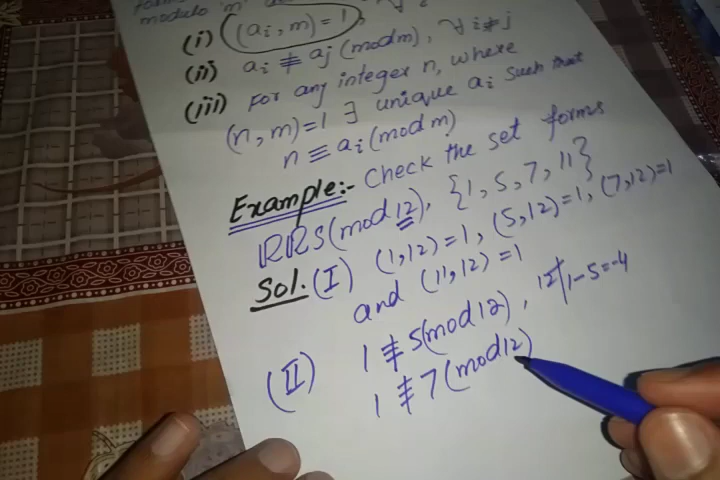 modulo m
(i) (ai, m) = 1, ∀ i
(ii) ai ≢ aj (mod m), ∀ i ≠ j
(iii) For any integer n, where
(n, m) = 1 ∃ unique ai such that
n ≡ ai (mod m)
Example:- Check the set forms
RRS (mod 12), {1, 5, 7, 11}
Sol. (I) (1,12)=1, (5,12)=1, (7,12)=1
and (11,12)=1
(II) 1 ≢ 5(mod 12), 12∤1-5=-4
1 ≢ 7(mod 12)